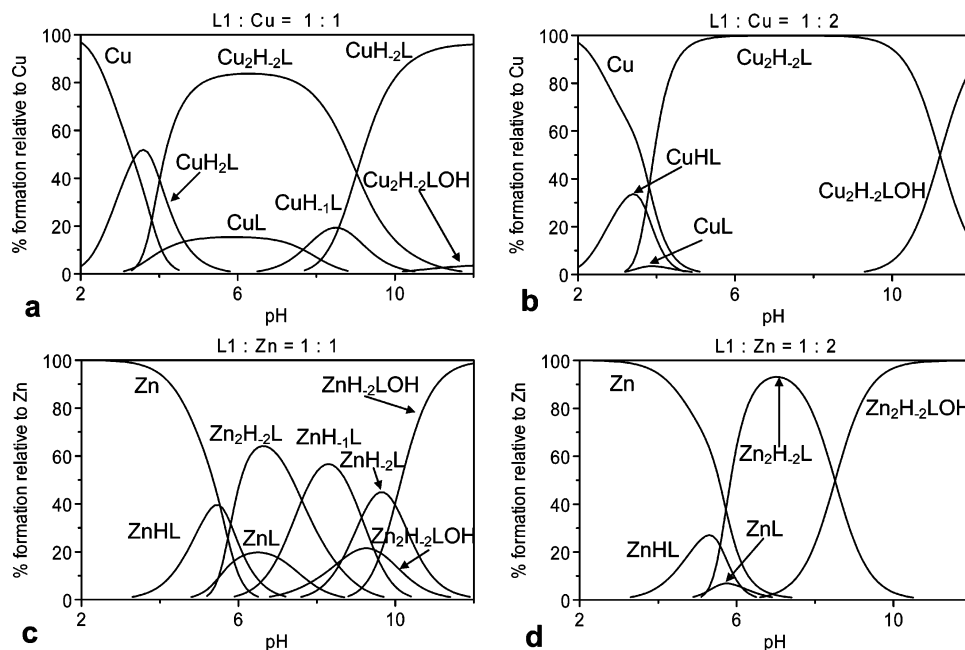 L1 : Cu = 1 : 1
% formation relative to Cu
100
80
60
40
20
0
Cu
Cu₂H₋₂L
CuH₋₂L
CuH₂L
CuL
CuH₋₁L
Cu₂H₋₂LOH
2
6
10
pH
a
L1 : Cu = 1 : 2
% formation relative to Cu
100
80
60
40
20
0
Cu
Cu₂H₋₂L
CuHL
CuL
Cu₂H₋₂LOH
2
6
10
pH
b
L1 : Zn = 1 : 1
% formation relative to Zn
100
80
60
40
20
0
Zn
ZnH₋₂LOH
Zn₂H₋₂L
ZnH₋₁L
ZnH₋₂L
ZnHL
ZnL
Zn₂H₋₂LOH
2
6
10
pH
c
L1 : Zn = 1 : 2
% formation relative to Zn
100
80
60
40
20
0
Zn
Zn₂H₋₂LOH
Zn₂H₋₂L
ZnHL
ZnL
2
6
10
pH
d